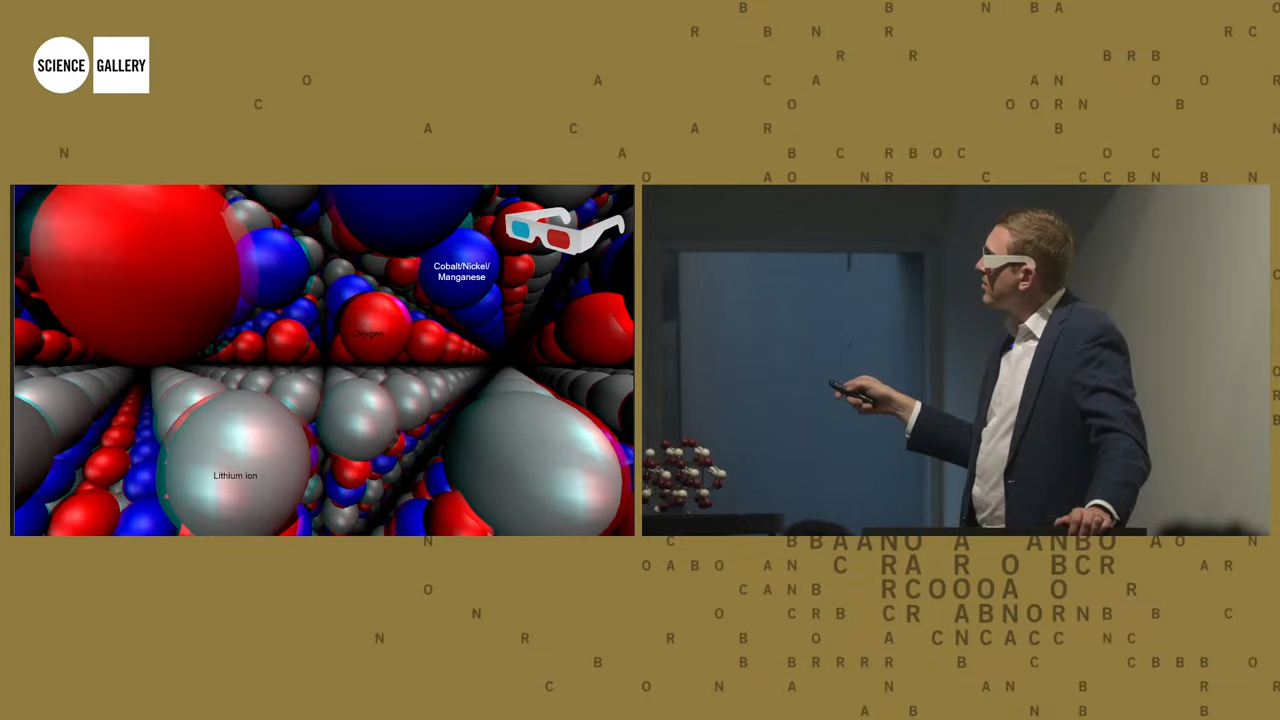 SCIENCE GALLERY
Cobalt/Nickel/
Manganese
Oxygen
Lithium ion
B B N B A O
R B N R R C
R R B R B
O A C A A N O O R
C O O O R N B
A C A R B N
N A B C R B O C O C
O A O N R C C C B N B N
C
O
R
B
N C B B A A N O A A N B O A O N
O A B O A N C R A R O B C R A R
O C A N B R C O O O A O R
N O C R B C R A B N O R N B B C
N R R B O A C N C A C C N C
B B B R R R R B C C B B B O
C O N A N A N B R R
A B N B B